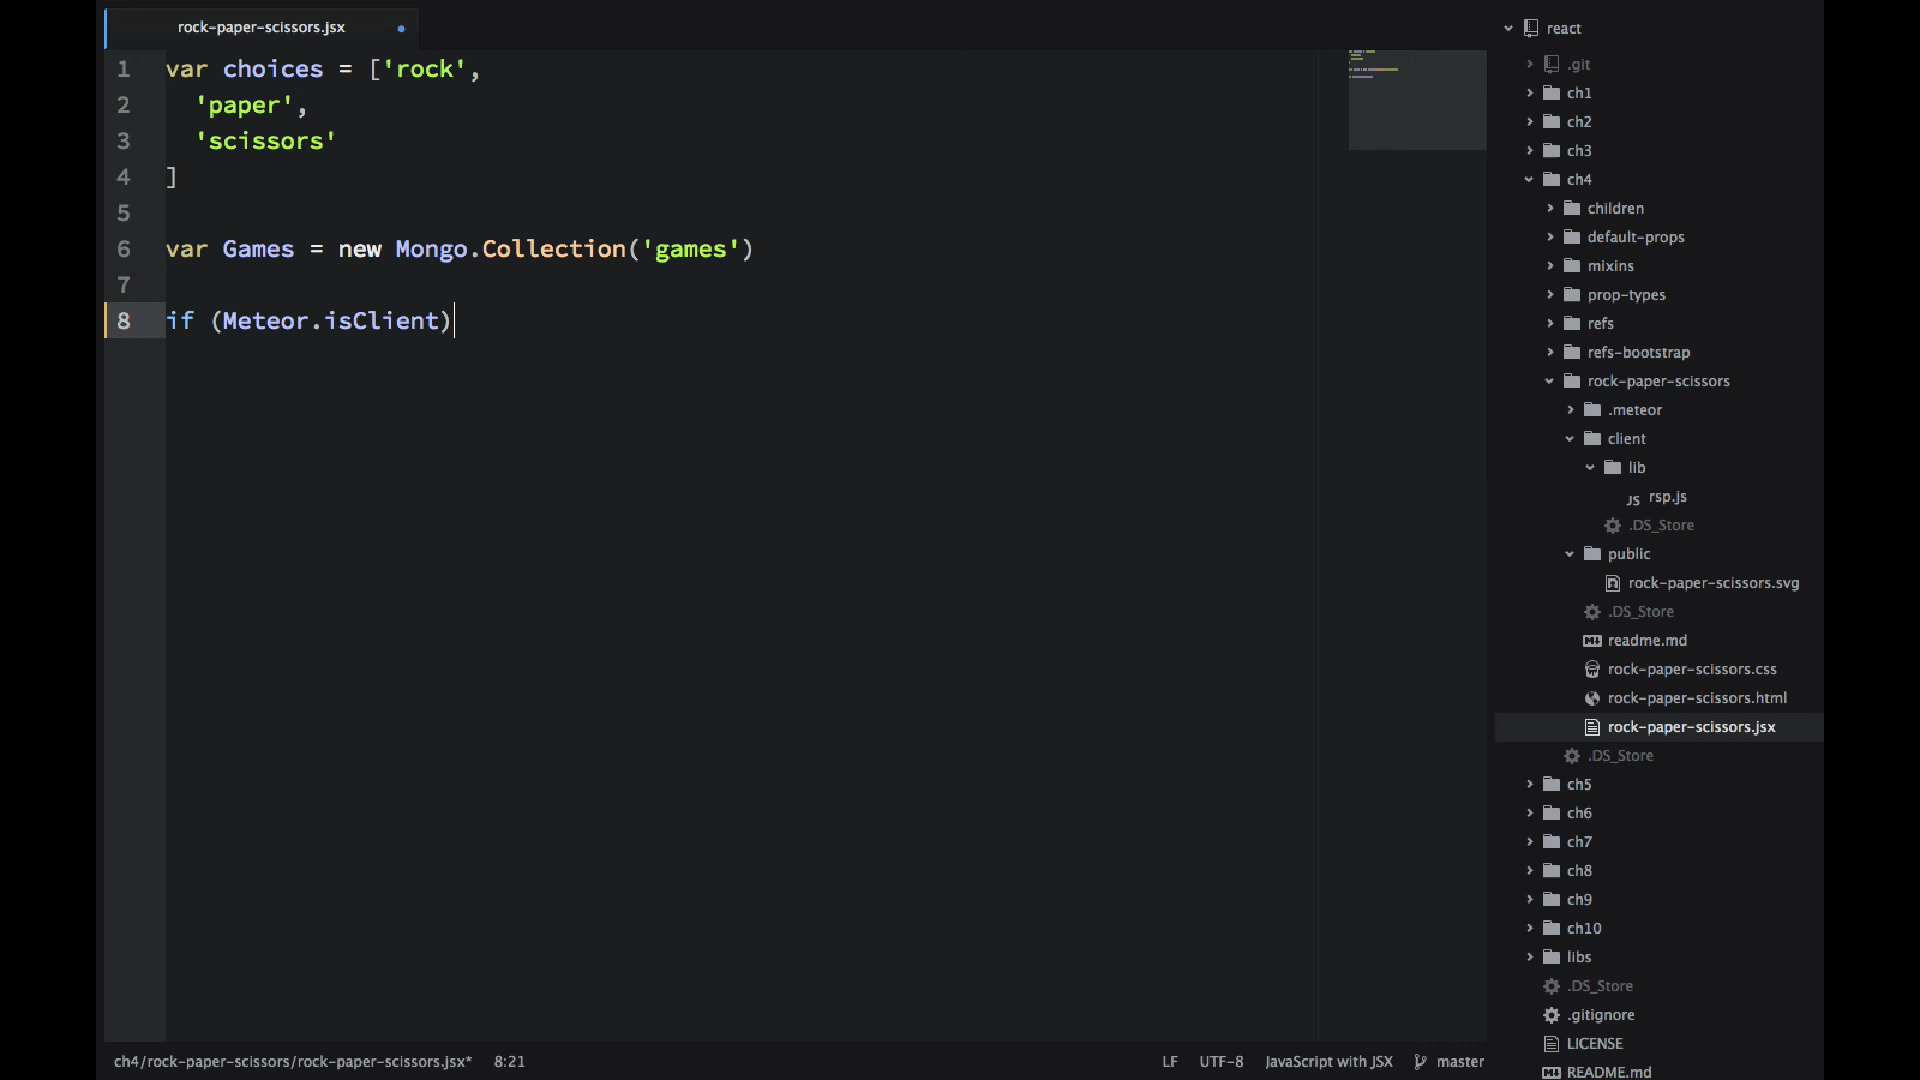 rock-paper-scissors.jsx
1 var choices = ['rock',
2 'paper',
3 'scissors'
4 ]
5
6 var Games = new Mongo.Collection('games')
7
8 if (Meteor.isClient)
ch4/rock-paper-scissors/rock-paper-scissors.jsx* 8:21 LF UTF-8 JavaScript with JSX master
react
.git
ch1
ch2
ch3
ch4
children
default-props
mixins
prop-types
refs
refs-bootstrap
rock-paper-scissors
.meteor
client
lib
JS rsp.js
.DS_Store
public
rock-paper-scissors.svg
.DS_Store
readme.md
rock-paper-scissors.css
rock-paper-scissors.html
rock-paper-scissors.jsx
.DS_Store
ch5
ch6
ch7
ch8
ch9
ch10
libs
.DS_Store
.gitignore
LICENSE
README.md